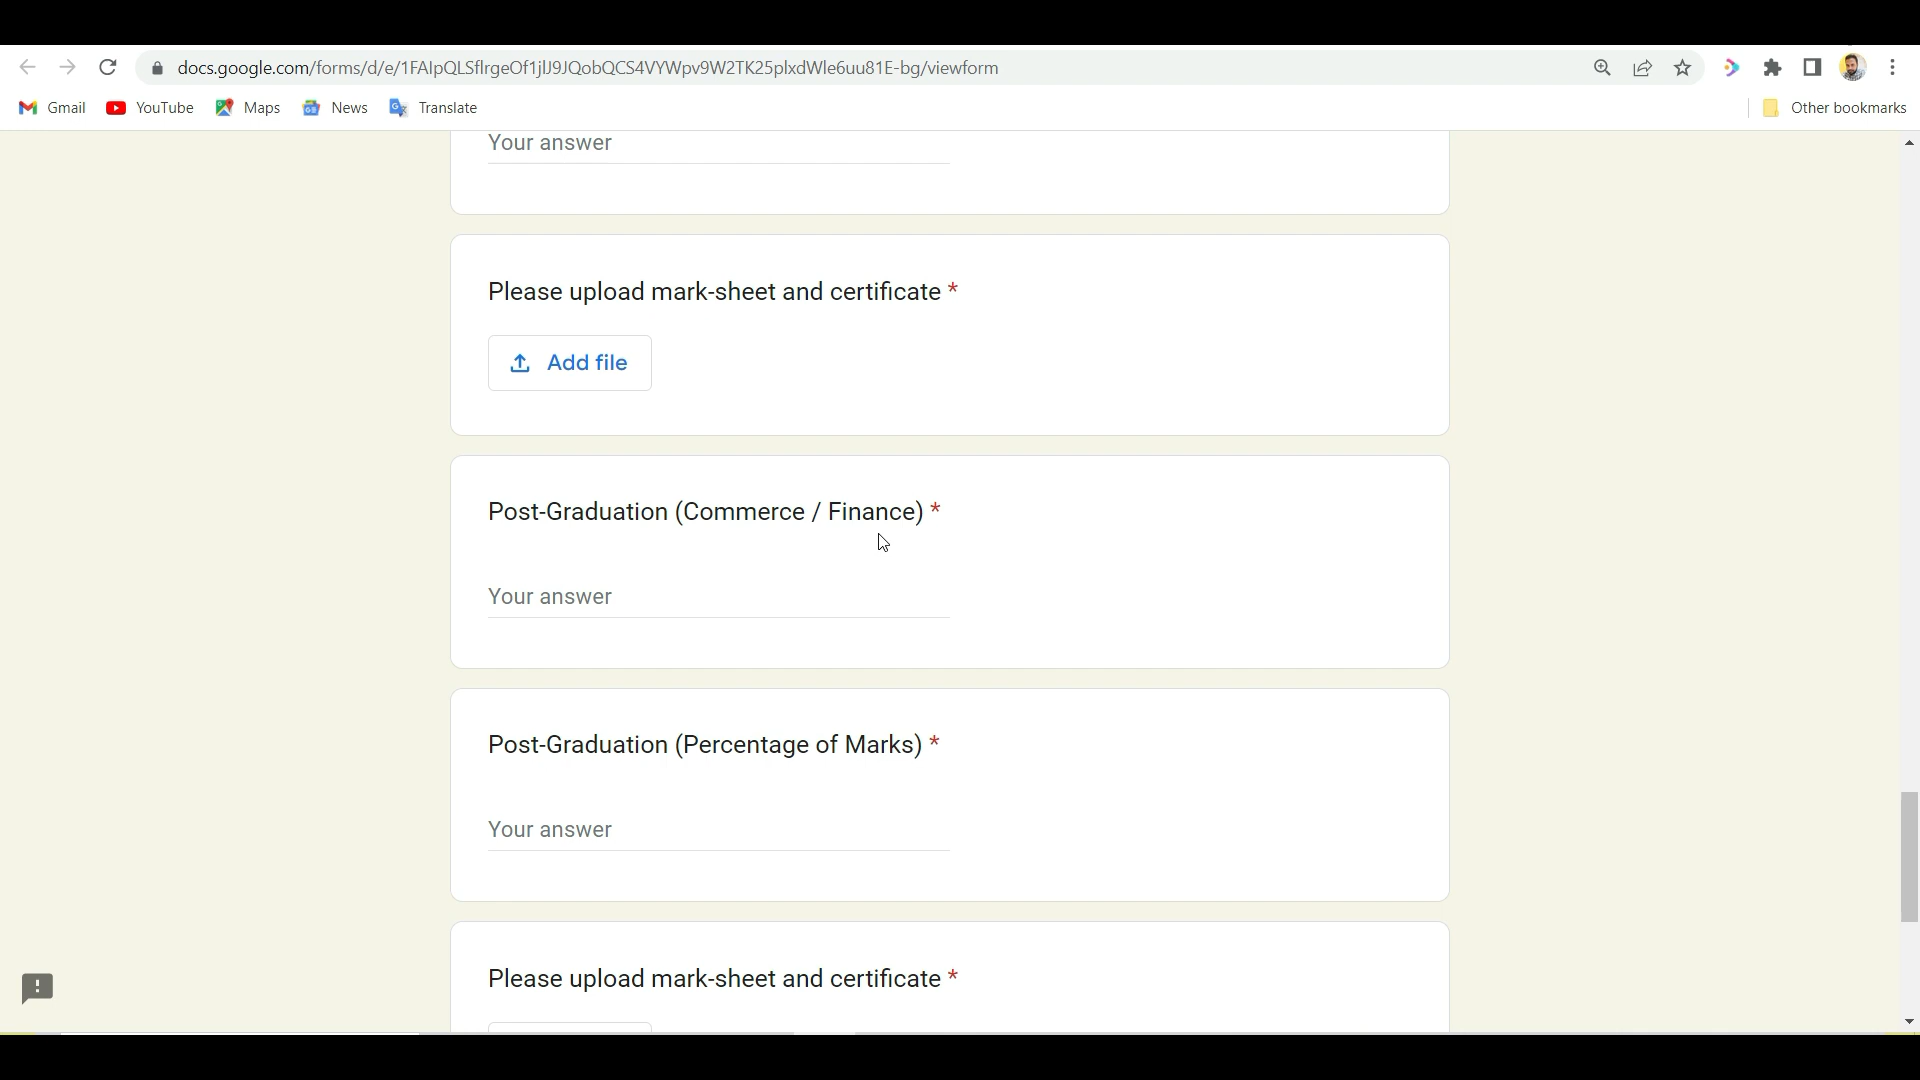 docs.google.com/forms/d/e/1FAIpQLSflrgeOf1jlJ9JQobQCS4VYWpv9W2TK25plxdWle6uu81E-bg/viewform
Gmail YouTube Maps News Translate Other bookmarks
Your answer
Please upload mark-sheet and certificate *
Add file
Post-Graduation (Commerce / Finance) *
Your answer
Post-Graduation (Percentage of Marks) *
Your answer
Please upload mark-sheet and certificate *